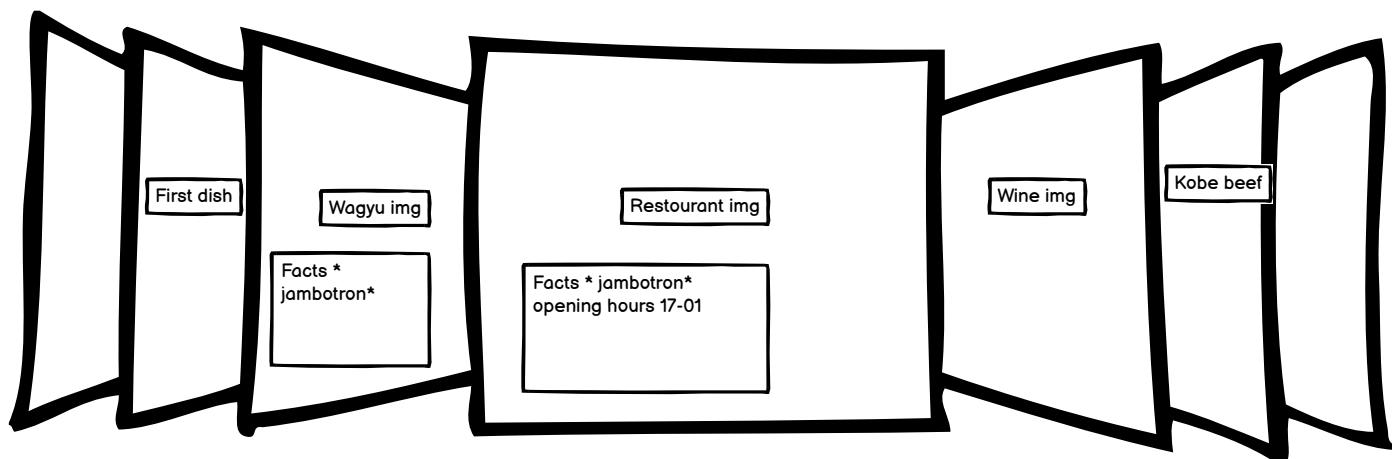 First dish
Wagyu img
Restourant img
Wine img
Kobe beef
Facts *
jambotron*
Facts * jambotron*
opening hours 17-01